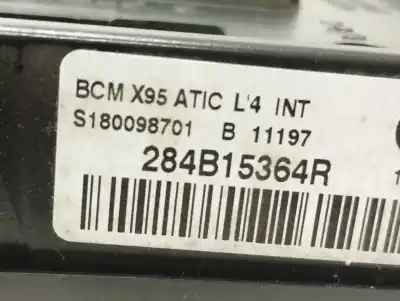 BCM X95 ATIC L'4 INT
S180098701 B 11197
284B15364R